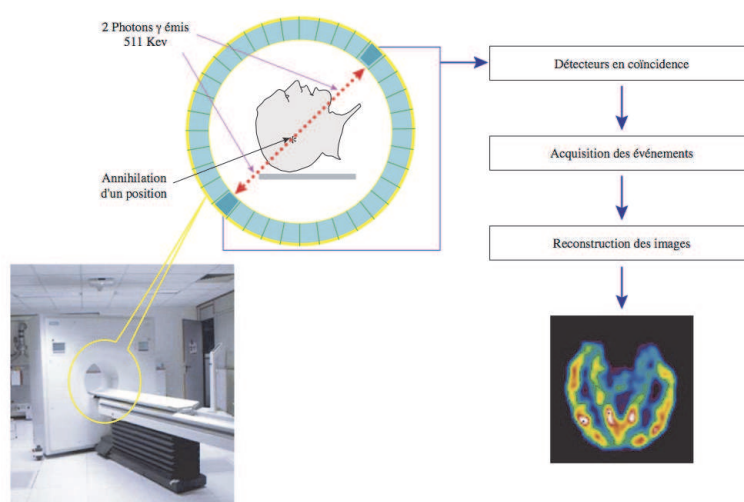 2 Photons γ émis
511 Kev
Détecteurs en coïncidence
Acquisition des événements
Annihilation
d'un position
Reconstruction des images